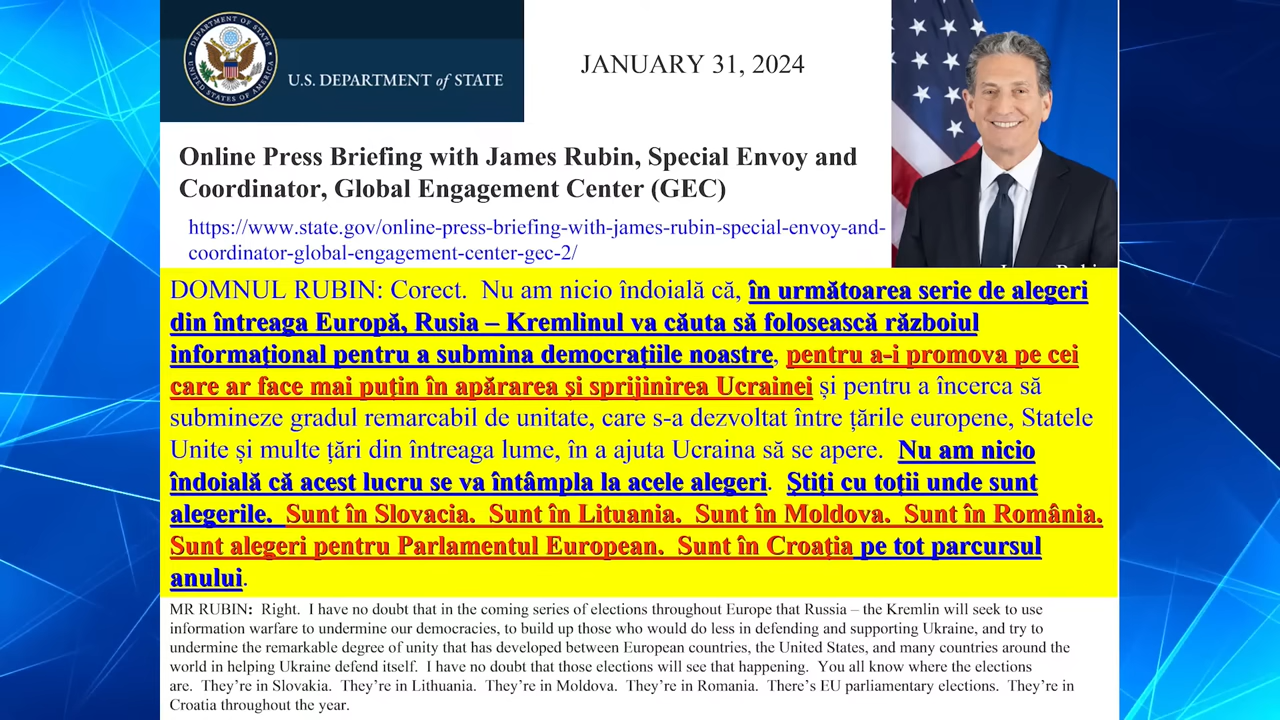 U.S. DEPARTMENT of STATE
JANUARY 31, 2024
Online Press Briefing with James Rubin, Special Envoy and
Coordinator, Global Engagement Center (GEC)
https://www.state.gov/online-press-briefing-with-james-rubin-special-envoy-and-
coordinator-global-engagement-center-gec-2/
DOMNUL RUBIN: Corect.  Nu am nicio îndoială că, în următoarea serie de alegeri
din întreaga Europă, Rusia – Kremlinul va căuta să folosească războiul
informațional pentru a submina democrațiile noastre, pentru a-i promova pe cei
care ar face mai puțin în apărarea și sprijinirea Ucrainei și pentru a încerca să
submineze gradul remarcabil de unitate, care s-a dezvoltat între țările europene, Statele
Unite și multe țări din întreaga lume, în a ajuta Ucraina să se apere.  Nu am nicio
îndoială că acest lucru se va întâmpla la acele alegeri.  Știți cu toții unde sunt
alegerile.  Sunt în Slovacia.  Sunt în Lituania.  Sunt în Moldova.  Sunt în România.
Sunt alegeri pentru Parlamentul European.  Sunt în Croația pe tot parcursul
anului.
MR RUBIN:  Right.  I have no doubt that in the coming series of elections throughout Europe that Russia – the Kremlin will seek to use
information warfare to undermine our democracies, to build up those who would do less in defending and supporting Ukraine, and try to
undermine the remarkable degree of unity that has developed between European countries, the United States, and many countries around the
world in helping Ukraine defend itself.  I have no doubt that those elections will see that happening.  You all know where the elections
are.  They're in Slovakia.  They're in Lithuania.  They're in Moldova.  They're in Romania.  There's EU parliamentary elections.  They're in
Croatia throughout the year.